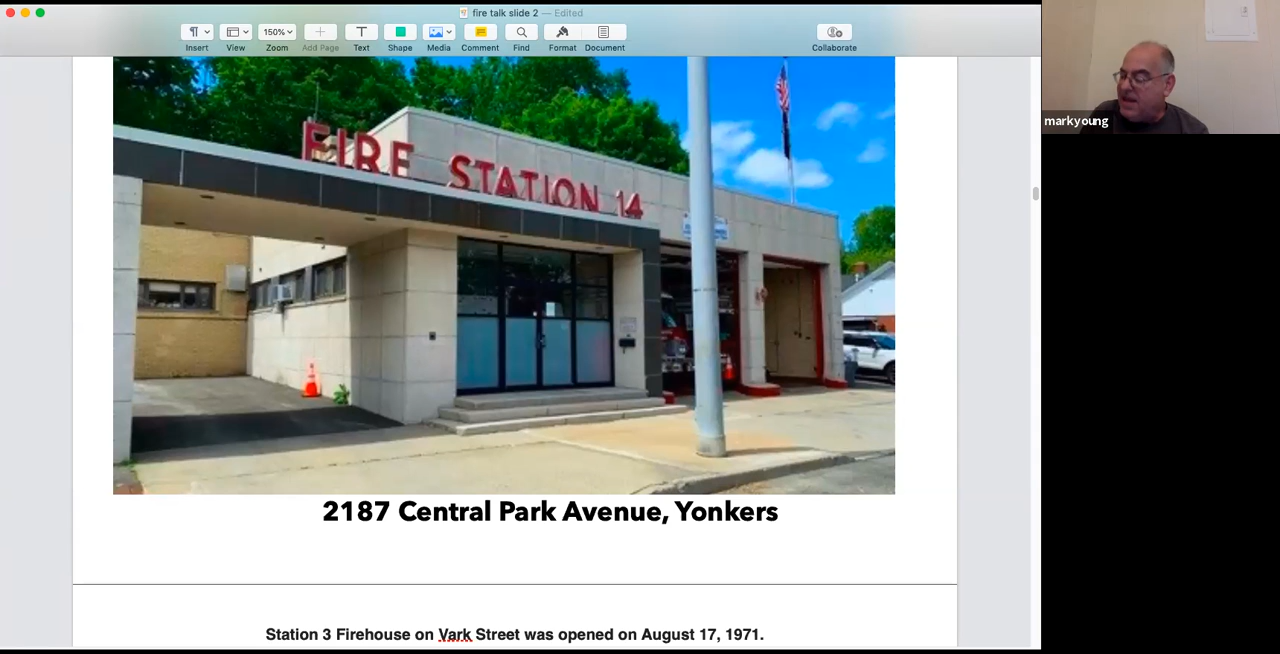 fire talk slide 2 — Edited
150%
Insert View Zoom Add Page Text Shape Media Comment Find Format Document Collaborate
markyoung
FIRE STATION 14
2187 Central Park Avenue, Yonkers
Station 3 Firehouse on Vark Street was opened on August 17, 1971.